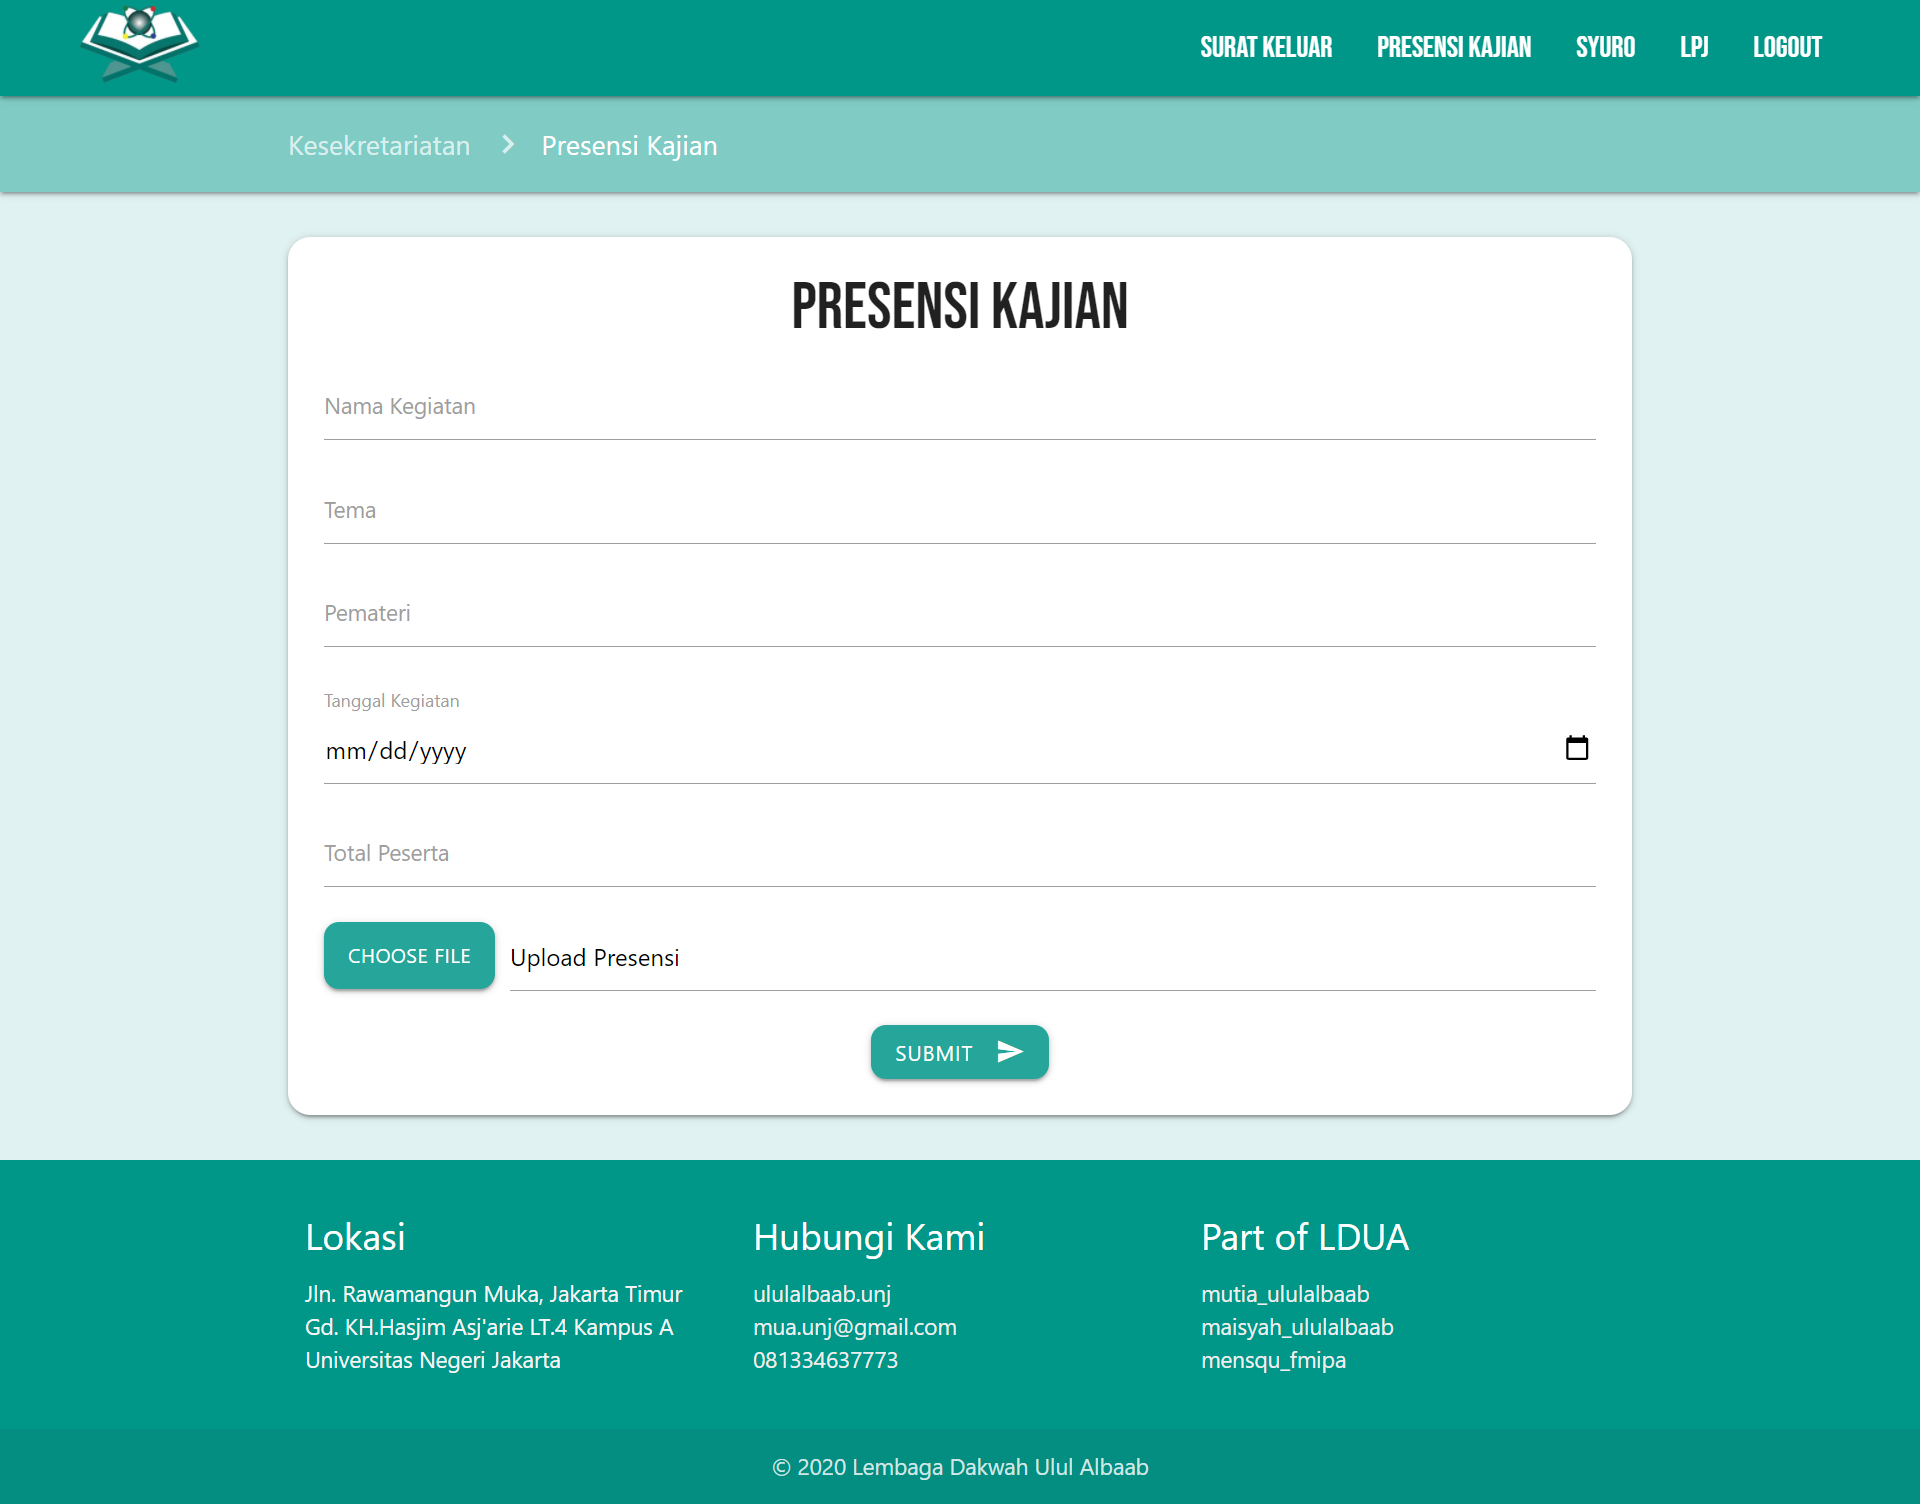 SURAT KELUAR PRESENSI KAJIAN SYURO LPJ LOGOUT
Kesekretariatan Presensi Kajian
PRESENSI KAJIAN
Nama Kegiatan
Tema
Pemateri
Tanggal Kegiatan
mm/dd/yyyy
Total Peserta
CHOOSE FILE Upload Presensi
SUBMIT
Lokasi
Jln. Rawamangun Muka, Jakarta Timur
Gd. KH.Hasjim Asj'arie LT.4 Kampus A
Universitas Negeri Jakarta
Hubungi Kami
ululalbaab.unj
mua.unj@gmail.com
081334637773
Part of LDUA
mutia_ululalbaab
maisyah_ululalbaab
mensqu_fmipa
© 2020 Lembaga Dakwah Ulul Albaab